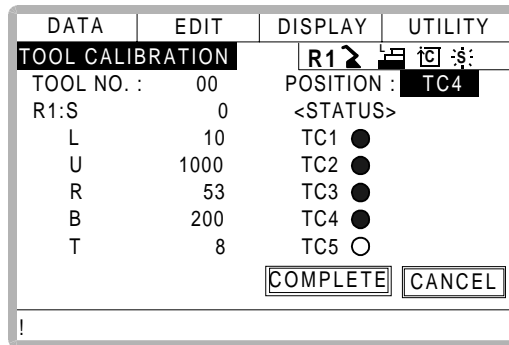 DATA EDIT DISPLAY UTILITY
TOOL CALIBRATION R1 C S
TOOL NO. : 00 POSITION : TC4
R1:S 0 <STATUS>
L 10 TC1
U 1000 TC2
R 53 TC3
B 200 TC4
T 8 TC5
COMPLETE CANCEL
!